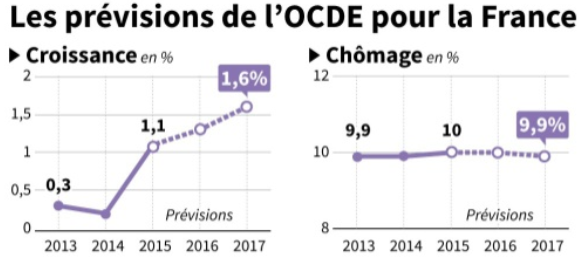 Les prévisions de l'OCDE pour la France
Croissance en %
2
1,6%
1,5
1,1
1
0,5
0,3
0
Prévisions
2013 2014 2015 2016 2017
Chômage en %
12
9,9
10
9,9%
10
8
Prévisions
2013 2014 2015 2016 2017